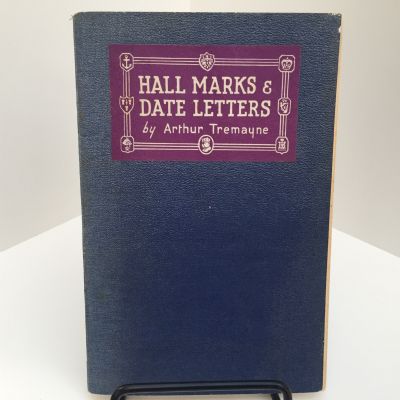 HALL MARKS &
DATE LETTERS
by Arthur Tremayne